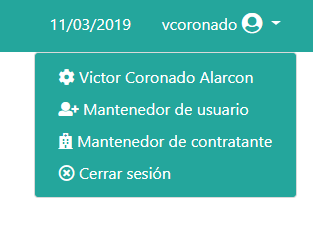 11/03/2019 vcoronado
Victor Coronado Alarcon
Mantenedor de usuario
Mantenedor de contratante
Cerrar sesión